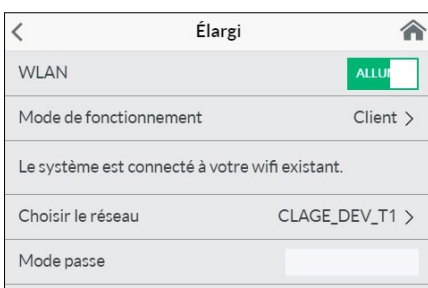 Élargi
WLAN ALLU
Mode de fonctionnement Client >
Le système est connecté à votre wifi existant.
Choisir le réseau CLAGE_DEV_T1 >
Mode passe